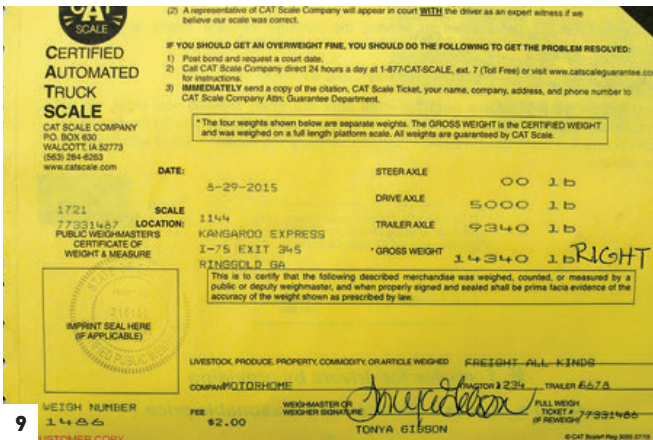 CAT
SCALE
CERTIFIED
AUTOMATED
TRUCK
SCALE
CAT SCALE COMPANY
P.O. BOX 630
WALCOTT, IA 52773
(563) 284-6263
www.catscale.com
(2) A representative of CAT Scale Company will appear in court WITH the driver as an expert witness if we
believe our scale was correct.
IF YOU SHOULD GET AN OVERWEIGHT FINE, YOU SHOULD DO THE FOLLOWING TO GET THE PROBLEM RESOLVED:
1) Post bond and request a court date.
2) Call CAT Scale Company direct 24 hours a day at 1-877-CAT-SCALE, ext. 7 (Toll Free) or visit www.catscaleguarantee.co
for instructions.
3) IMMEDIATELY send a copy of the citation, CAT Scale Ticket, your name, company, address, and phone number to
CAT Scale Company Attn: Guarantee Department.
* The four weights shown below are separate weights. The GROSS WEIGHT is the CERTIFIED WEIGHT
and was weighed on a full length platform scale. All weights are guaranteed by CAT Scale.
DATE:
8-29-2015
STEER AXLE
00 lb
DRIVE AXLE
5000 lb
TRAILER AXLE
9340 lb
* GROSS WEIGHT
14340 lb
RIGHT
1721
77331487
SCALE
LOCATION:
1144
KANGAROO EXPRESS
I-75 EXIT 345
RINGGOLD GA
PUBLIC WEIGHMASTER'S
CERTIFICATE OF
WEIGHT & MEASURE
This is to certify that the following described merchandise was weighed, counted, or measured by a
public or deputy weighmaster, and when properly signed and sealed shall be prima facia evidence of the
accuracy of the weight shown as prescribed by law.
IMPRINT SEAL HERE
(IF APPLICABLE)
LIVESTOCK, PRODUCE, PROPERTY, COMMODITY, OR ARTICLE WEIGHED
FREIGHT ALL KINDS
COMPANY MOTORHOME
TRACTOR # 234
TRAILER 5678
WEIGH NUMBER
1486
FEE
$2.00
WEIGHMASTER OR
WEIGHER SIGNATURE
Tonya Gibson
TONYA GIBSON
FULL WEIGH
TICKET #
(IF REWEIGH)
77331486
CUSTOMER COPY
© CAT Scale
9